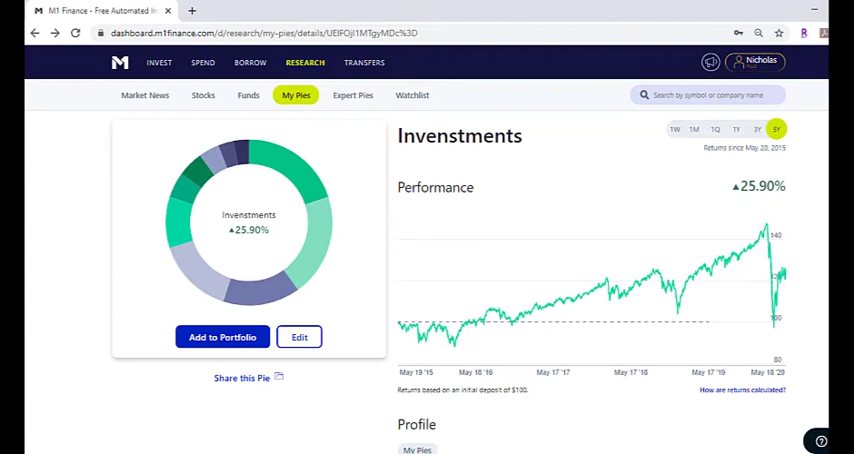 M1 Finance - Free Automated In
dashboard.m1finance.com/d/research/my-pies/details/UElFOjI1MTgyMDc%3D
INVEST SPEND BORROW RESEARCH TRANSFERS
Nicholas
Market News Stocks Funds My Pies Expert Pies Watchlist
Search by symbol or company name
Invenstments
1W 1M 1Q 1Y 3Y 5Y
Returns since May 20, 2015
Performance
25.90%
Invenstments
25.90%
140
100
80
May 19 '15 May 18 '16 May 17 '17 May 17 '18 May 17 '19 May 18 '20
Returns based on an initial deposit of $100.
How are returns calculated?
Add to Portfolio
Edit
Share this Pie
Profile
My Pies